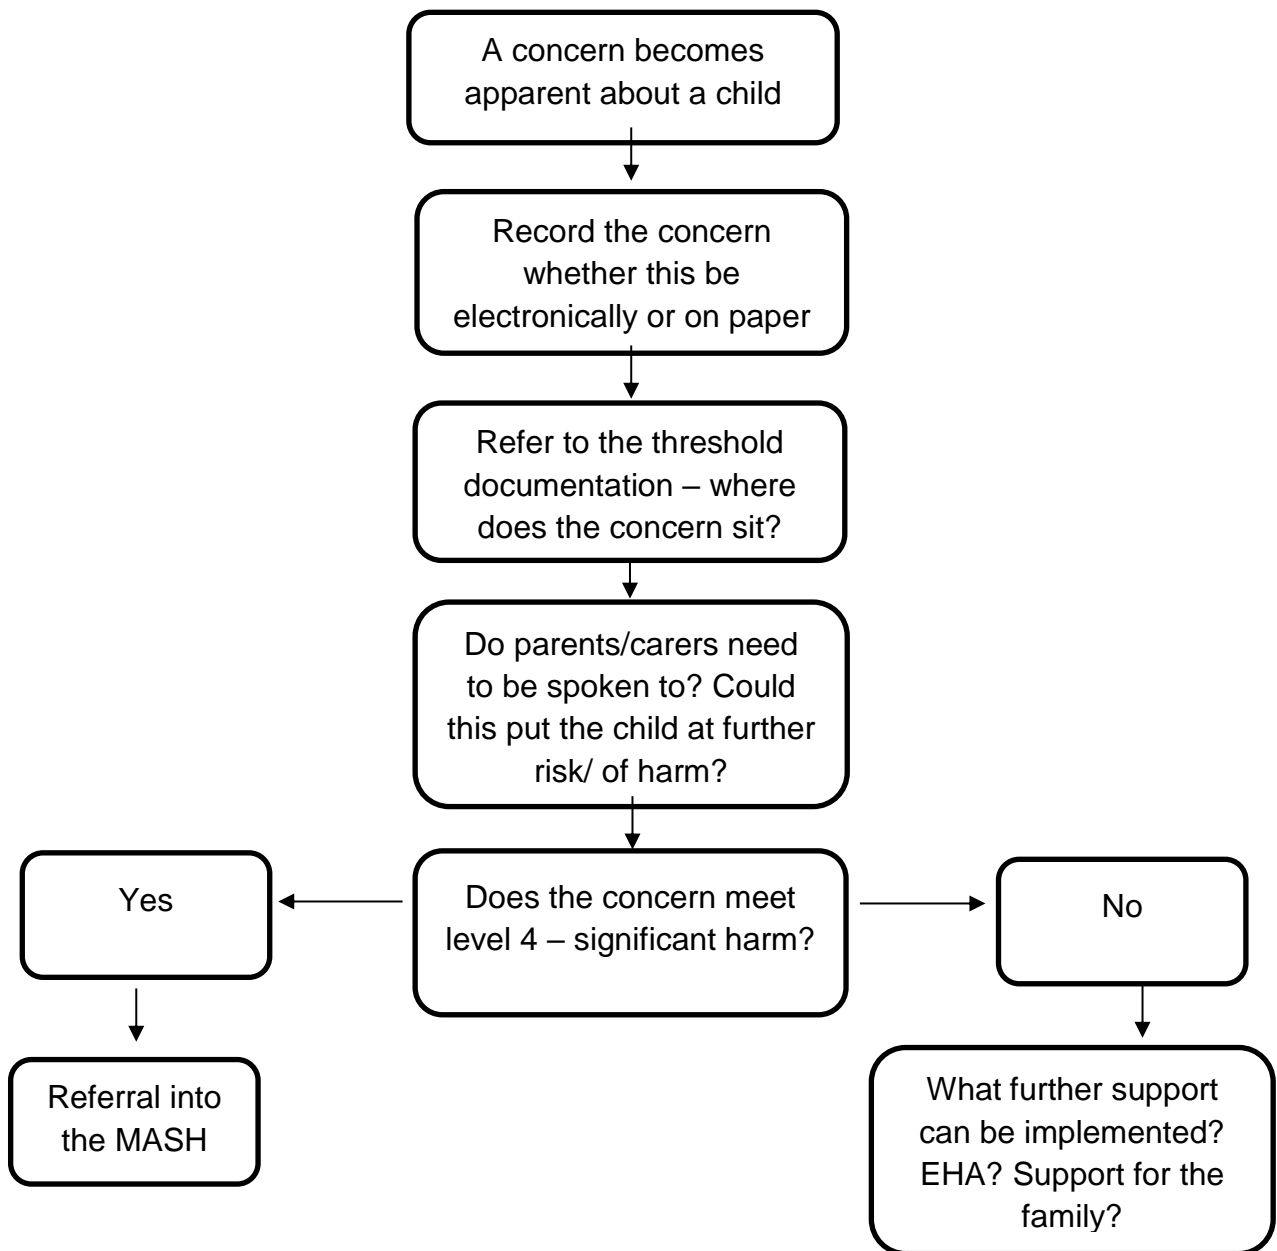 A concern becomes
apparent about a child
Record the concern
whether this be
electronically or on paper
Refer to the threshold
documentation – where
does the concern sit?
Do parents/carers need
to be spoken to? Could
this put the child at further
risk/ of harm?
Does the concern meet
level 4 – significant harm?
Yes
No
Referral into
the MASH
What further support
can be implemented?
EHA? Support for the
family?